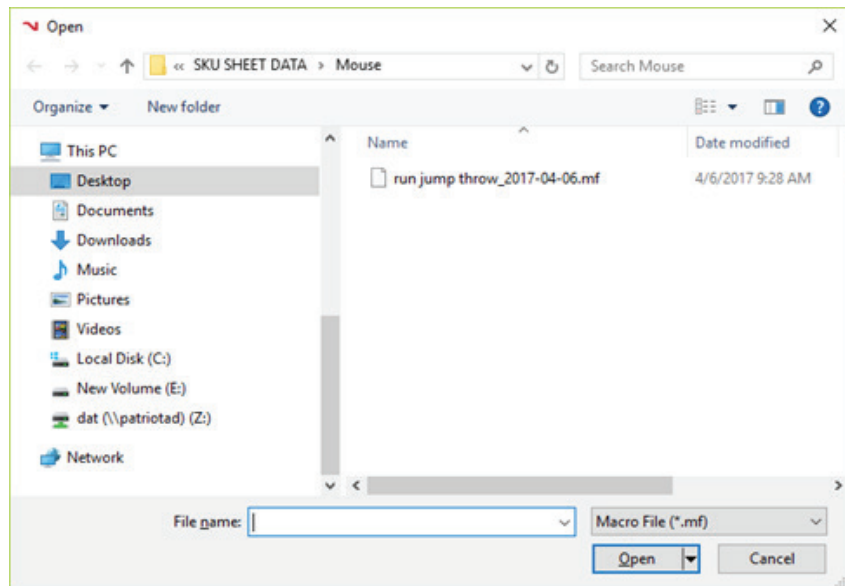 Open
« SKU SHEET DATA › Mouse
Search Mouse
Organize
New folder
Name
Date modified
This PC
Desktop
Documents
Downloads
Music
Pictures
Videos
Local Disk (C:)
New Volume (E:)
dat (\\patriotad) (Z:)
Network
run jump throw_2017-04-06.mf
4/6/2017 9:28 AM
File name:
Macro File (*.mf)
Open
Cancel